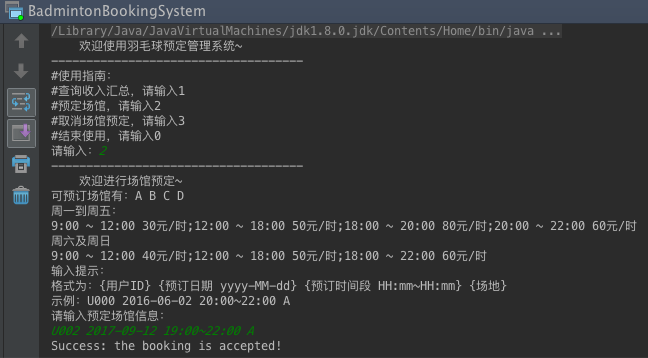 BadmintonBookingSystem
/Library/Java/JavaVirtualMachines/jdk1.8.0.jdk/Contents/Home/bin/java ...
欢迎使用羽毛球预定管理系统~
------------------------------------
#使用指南：
#查询收入汇总，请输入1
#预定场馆，请输入2
#取消场馆预定，请输入3
#结束使用，请输入0
请输入：2
------------------------------------
欢迎进行场馆预定~
可预订场馆有：A B C D
周一到周五：
9:00 ~ 12:00 30元/时;12:00 ~ 18:00 50元/时;18:00 ~ 20:00 80元/时;20:00 ~ 22:00 60元/时
周六及周日
9:00 ~ 12:00 40元/时;12:00 ~ 18:00 50元/时;18:00 ~ 22:00 60元/时
输入提示：
格式为：{用户ID} {预订日期 yyyy-MM-dd} {预订时间段 HH:mm~HH:mm} {场地}
示例：U000 2016-06-02 20:00~22:00 A
请输入预定场馆信息：
U002 2017-09-12 19:00~22:00 A
Success: the booking is accepted!